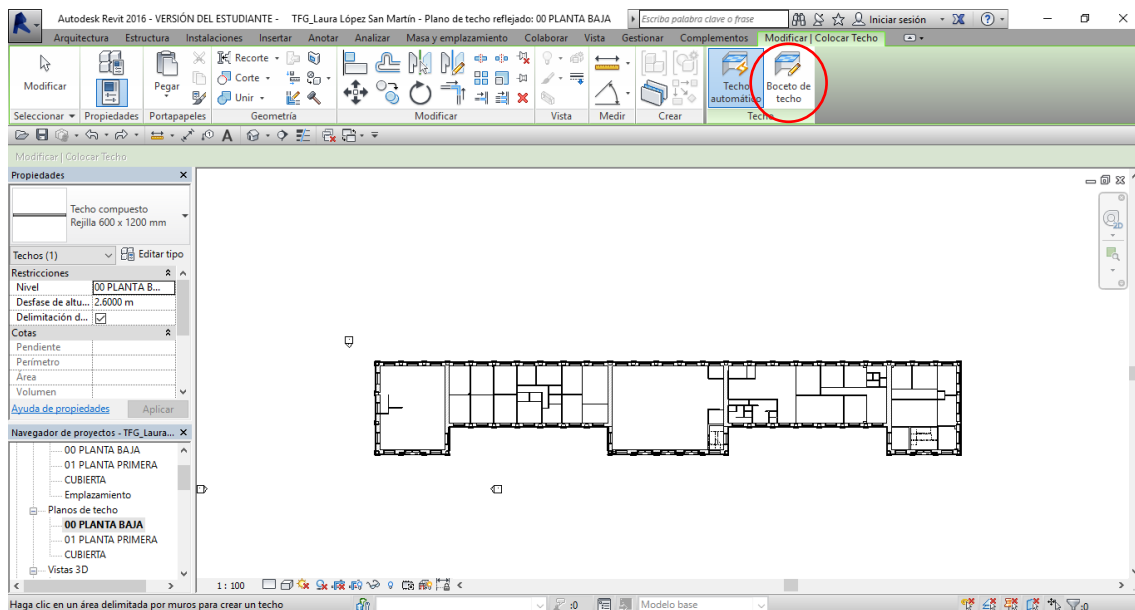 Autodesk Revit 2016 - VERSIÓN DEL ESTUDIANTE - TFG_Laura López San Martín - Plano de techo reflejado: 00 PLANTA BAJA Escriba palabra clave o frase Iniciar sesión
Arquitectura Estructura Instalaciones Insertar Anotar Analizar Masa y emplazamiento Colaborar Vista Gestionar Complementos Modificar | Colocar Techo
Recorte
Modificar Pegar Corte Techo automático Boceto de techo
Unir
Seleccionar Propiedades Portapapeles Geometría Modificar Vista Medir Crear Techo
A
Modificar | Colocar Techo
Propiedades X
Techo compuesto
Rejilla 600 x 1200 mm
2D
Techos (1) Editar tipo
Restricciones
Nivel 00 PLANTA B...
Desfase de altu... 2.6000 m
Delimitación d...
Cotas
Pendiente
Perímetro
Área
Volumen
Ayuda de propiedades Aplicar
Navegador de proyectos - TFG_Laura... X
00 PLANTA BAJA
01 PLANTA PRIMERA
CUBIERTA
Emplazamiento
Planos de techo
00 PLANTA BAJA
01 PLANTA PRIMERA
CUBIERTA
Vistas 3D
1 : 100
Haga clic en un área delimitada por muros para crear un techo :0 Modelo base :0